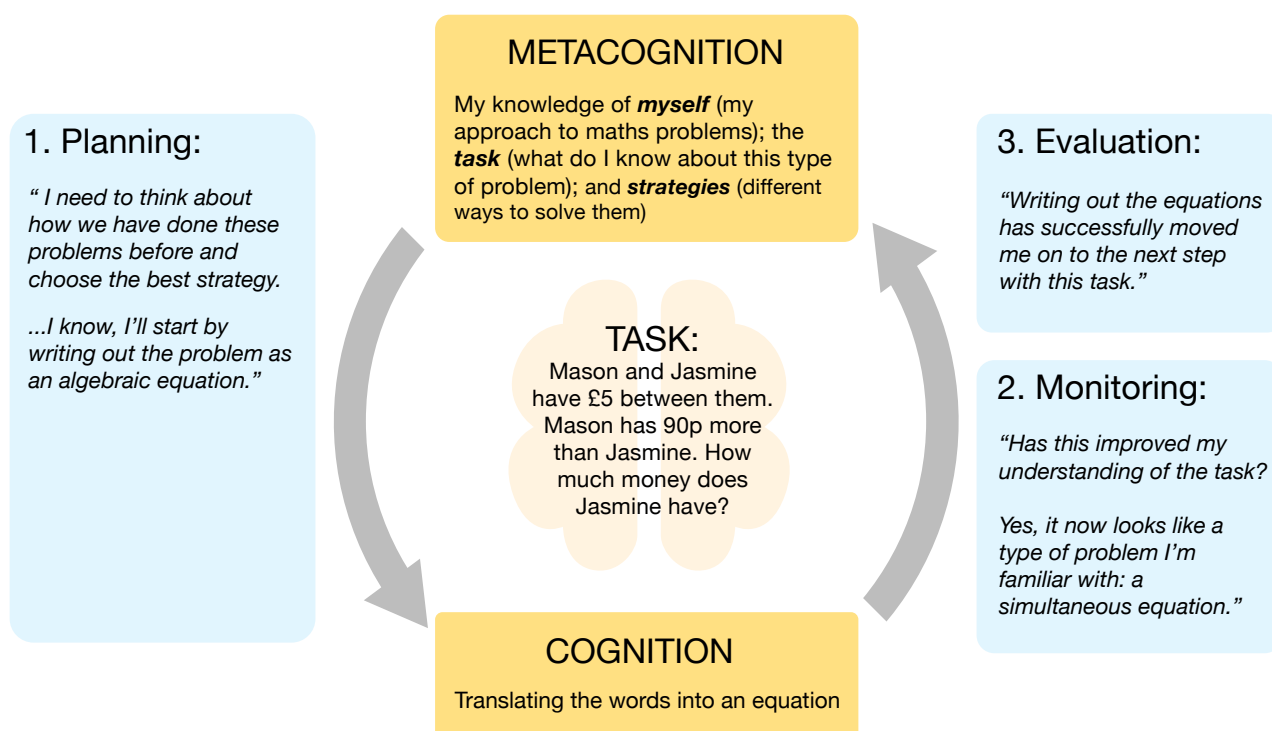 METACOGNITION
My knowledge of myself (my
approach to maths problems); the
task (what do I know about this type
of problem); and strategies (different
ways to solve them)
1. Planning:
“ I need to think about
how we have done these
problems before and
choose the best strategy.
...I know, I’ll start by
writing out the problem as
an algebraic equation.”
TASK:
Mason and Jasmine
have £5 between them.
Mason has 90p more
than Jasmine. How
much money does
Jasmine have?
3. Evaluation:
“Writing out the equations
has successfully moved
me on to the next step
with this task.”
2. Monitoring:
“Has this improved my
understanding of the task?
Yes, it now looks like a
type of problem I’m
familiar with: a
simultaneous equation.”
COGNITION
Translating the words into an equation